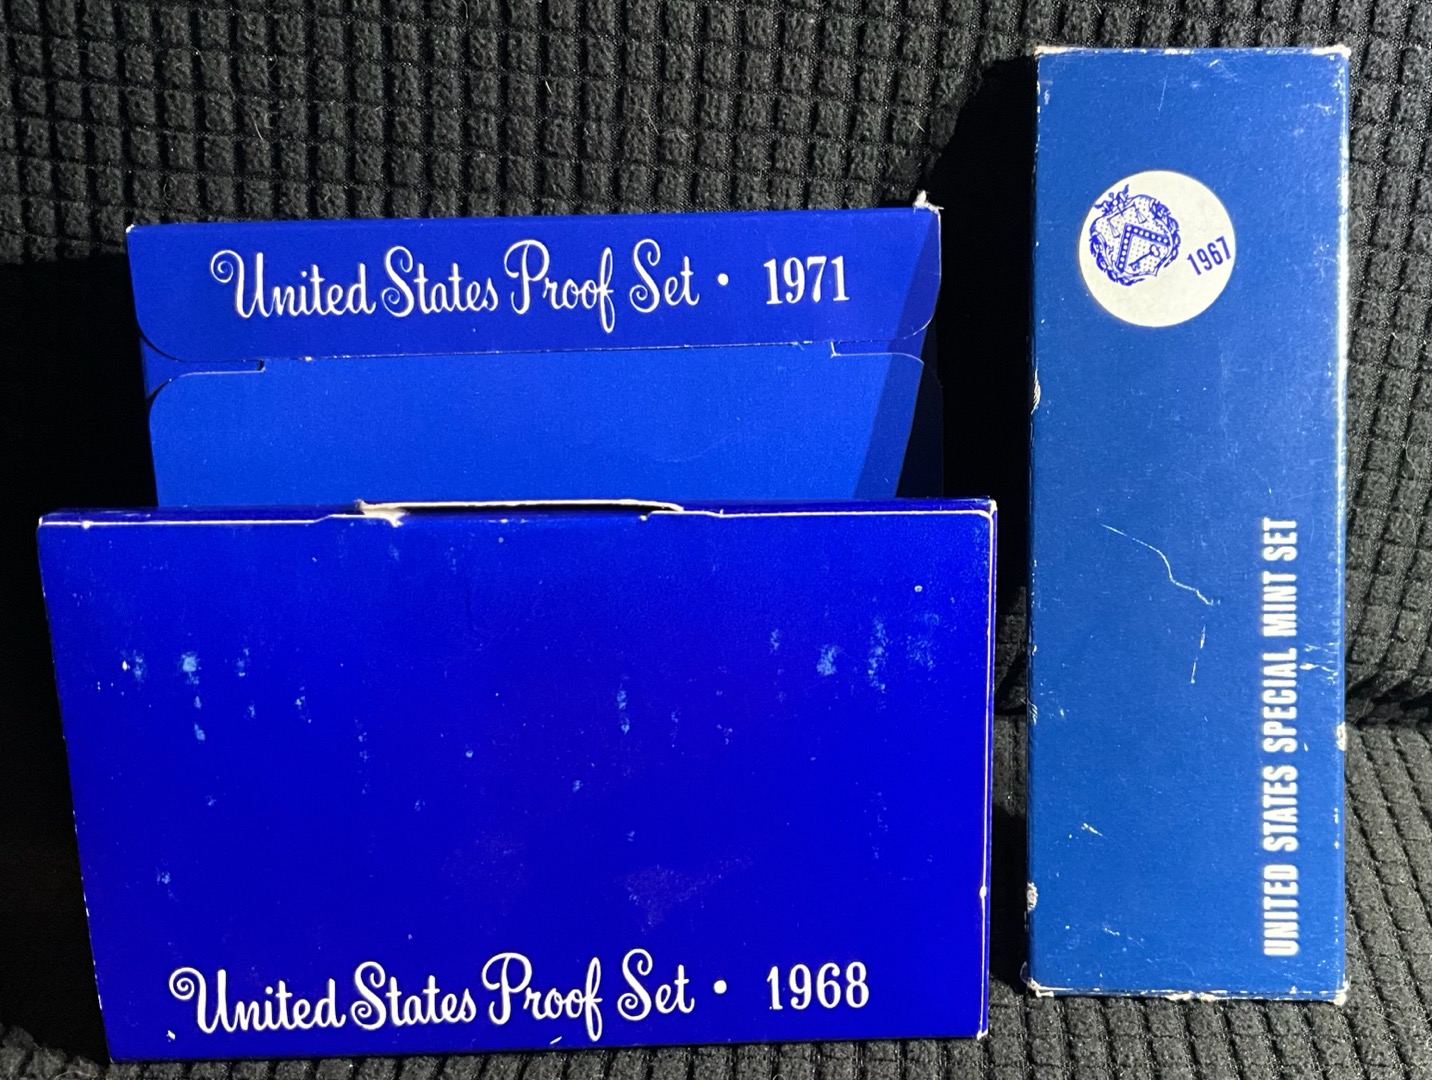 United States Proof Set • 1971
United States Proof Set • 1968
1967
UNITED STATES SPECIAL MINT SET